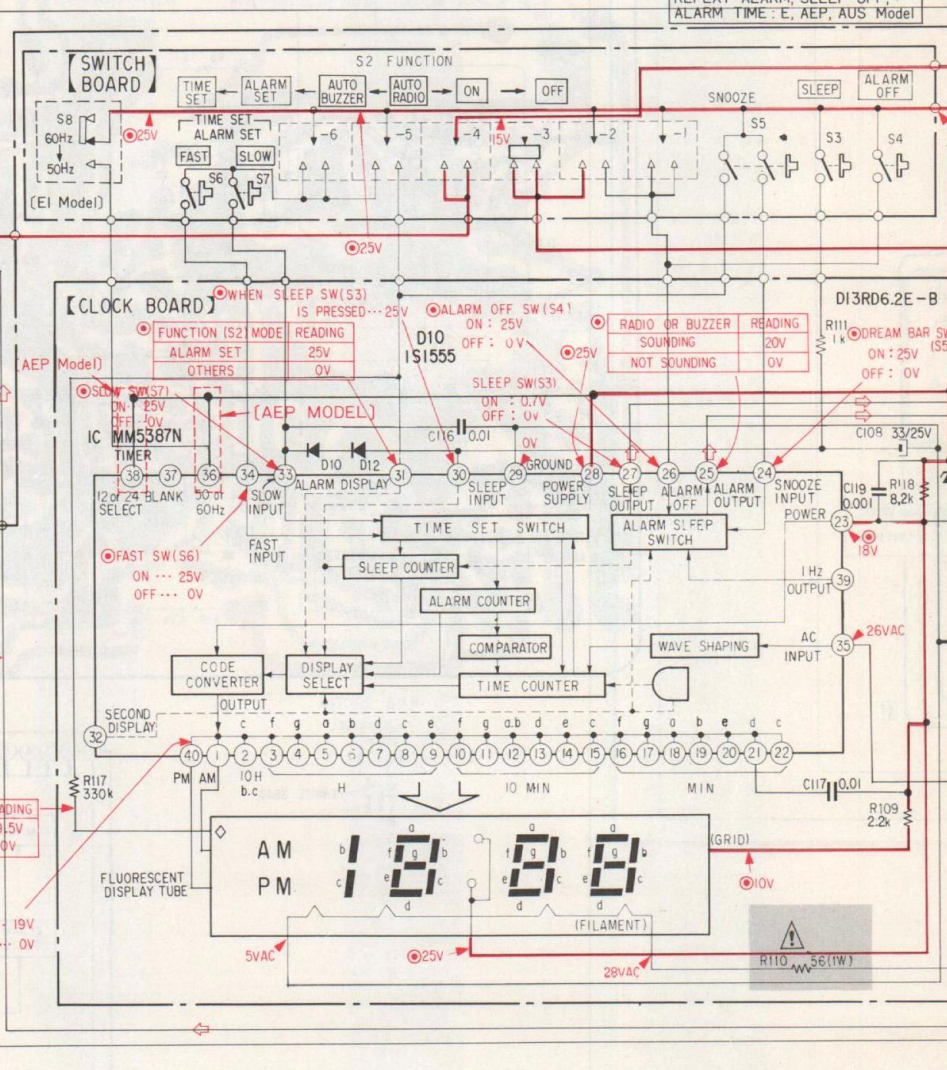 REPEAT ALARM, SLEEP OFF,
ALARM TIME : E, AEP, AUS Model
【SWITCH BOARD】
S2 FUNCTION
TIME SET ← ALARM SET ← AUTO BUZZER ← AUTO RADIO ← ON → OFF
SNOOZE
SLEEP
ALARM OFF
S8
60Hz
50Hz
(EI Model)
25V
TIME SET
ALARM SET
FAST
SLOW
S6
S7
-6
-5
-4
15V
-3
-2
-1
S5
S3
S4
25V
【CLOCK BOARD】
WHEN SLEEP SW(S3)
IS PRESSED··· 25V
FUNCTION (S2) MODE READING
ALARM SET 25V
OTHERS 0V
D10
1S1555
ALARM OFF SW (S4)
ON : 25V
OFF : 0V
25V
RADIO OR BUZZER READING
SOUNDING 20V
NOT SOUNDING 0V
D13RD6.2E-B
R111
1k
DREAM BAR SW
(S5
ON : 25V
OFF : 0V
(AEP Model)
SLOW SW(S7)
ON 25V
OFF 0V
(AEP MODEL)
SLEEP SW(S3)
ON : 0.7V
OFF : 0V
IC MM5387N
TIMER
C116 0.01
0V
C108 33/25V
D10
D12
38
37
36
34
33
31
30
29
28
27
26
25
24
12 or 24
SELECT
BLANK
50 or
60Hz
SLOW
INPUT
FAST
INPUT
ALARM DISPLAY
SLEEP
INPUT
GROUND
POWER
SUPPLY
SLEEP
OUTPUT
ALARM
OFF
ALARM
OUTPUT
SNOOZE
INPUT
POWER
23
C119
0.001
R118
8.2k
18V
TIME SET SWITCH
ALARM SLEEP
SWITCH
FAST SW(S6)
ON ··· 25V
OFF··· 0V
SLEEP COUNTER
1Hz
OUTPUT
39
ALARM COUNTER
COMPARATOR
WAVE SHAPING
AC
INPUT
35
26VAC
CODE
CONVERTER
DISPLAY
SELECT
TIME COUNTER
OUTPUT
SECOND
DISPLAY
32
c f g a b d c e f g a.b d e c f g a b e d c
40 1 2 3 4 5 6 7 8 9 10 11 12 13 14 15 16 17 18 19 20 21 22
PM AM
10H
b.c
H
10 MIN
MIN
C117 0.01
R117
330k
R109
2.2k
ADING
.5V
0V
FLUORESCENT
DISPLAY TUBE
AM
PM
b
c
a
f g b
e c
d
a
f g b
e c
d
a
f g b
e c
d
(GRID)
10V
(FILAMENT)
19V
0V
5VAC
25V
28VAC
R110 56(1W)